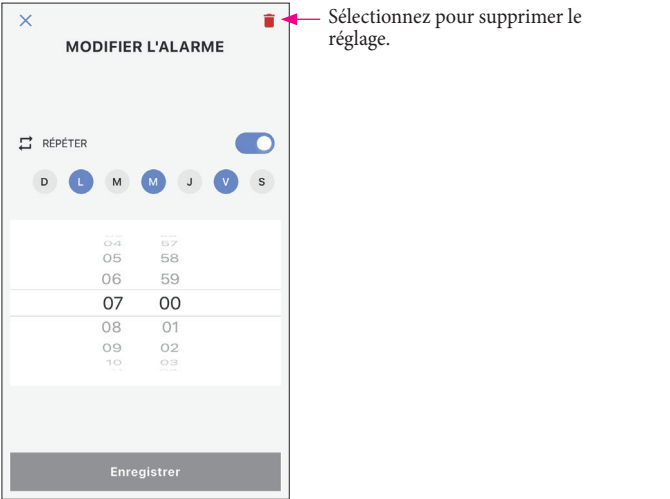 Sélectionnez pour supprimer le
réglage.
MODIFIER L'ALARME
RÉPÉTER
D L M M J V S
04 57
05 58
06 59
07 00
08 01
09 02
10 03
Enregistrer